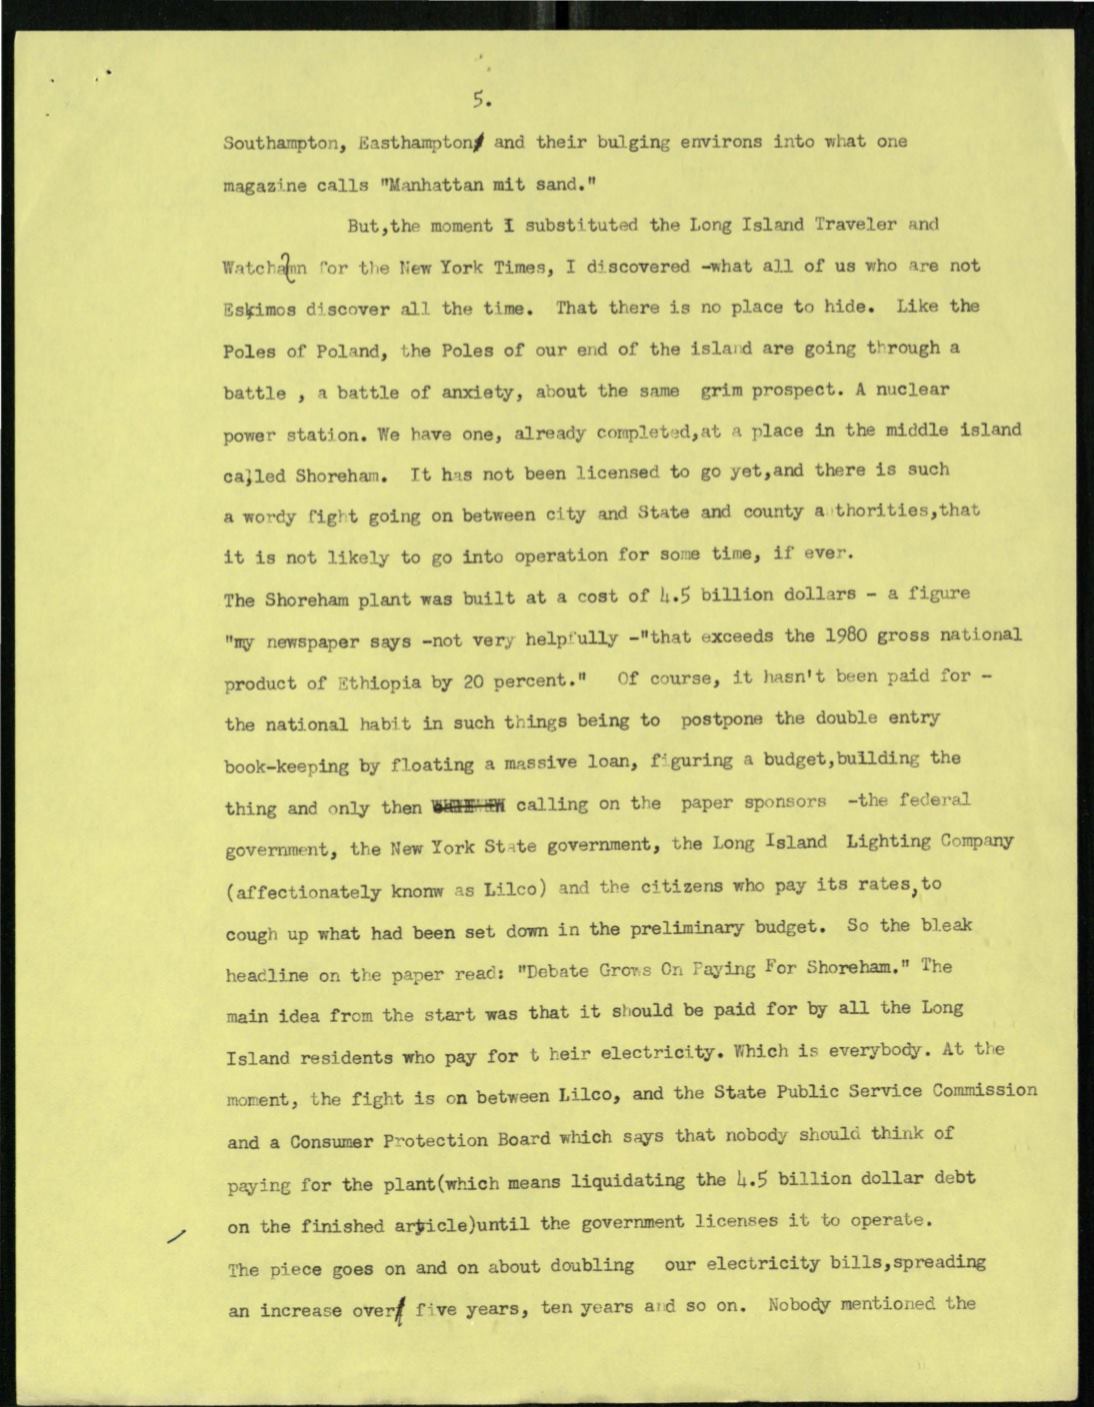 5.
Southampton, Easthampton, and their bulging environs into what one
magazine calls "Manhattan mit sand."
But,the moment I substituted the Long Island Traveler and
Watchamn for the New York Times, I discovered -what all of us who are not
Eskimos discover all the time. That there is no place to hide. Like the
Poles of Poland, the Poles of our end of the island are going through a
battle , a battle of anxiety, about the same grim prospect. A nuclear
power station. We have one, already completed,at a place in the middle island
called Shoreham. It has not been licensed to go yet,and there is such
a wordy fight going on between city and State and county a thorities,that
it is not likely to go into operation for some time, if ever.
The Shoreham plant was built at a cost of 4.5 billion dollars - a figure
"my newspaper says -not very helpfully -"that exceeds the 1980 gross national
product of Ethiopia by 20 percent." Of course, it hasn't been paid for -
the national habit in such things being to postpone the double entry
book-keeping by floating a massive loan, figuring a budget,building the
thing and only then calling on the paper sponsors -the federal
government, the New York State government, the Long Island Lighting Company
(affectionately knonw as Lilco) and the citizens who pay its rates,to
cough up what had been set down in the preliminary budget. So the bleak
headline on the paper read: "Debate Grows On Paying For Shoreham." The
main idea from the start was that it should be paid for by all the Long
Island residents who pay for t heir electricity. Which is everybody. At the
moment, the fight is on between Lilco, and the State Public Service Commission
and a Consumer Protection Board which says that nobody should think of
paying for the plant(which means liquidating the 4.5 billion dollar debt
on the finished article)until the government licenses it to operate.
The piece goes on and on about doubling our electricity bills,spreading
an increase over five years, ten years and so on. Nobody mentioned the